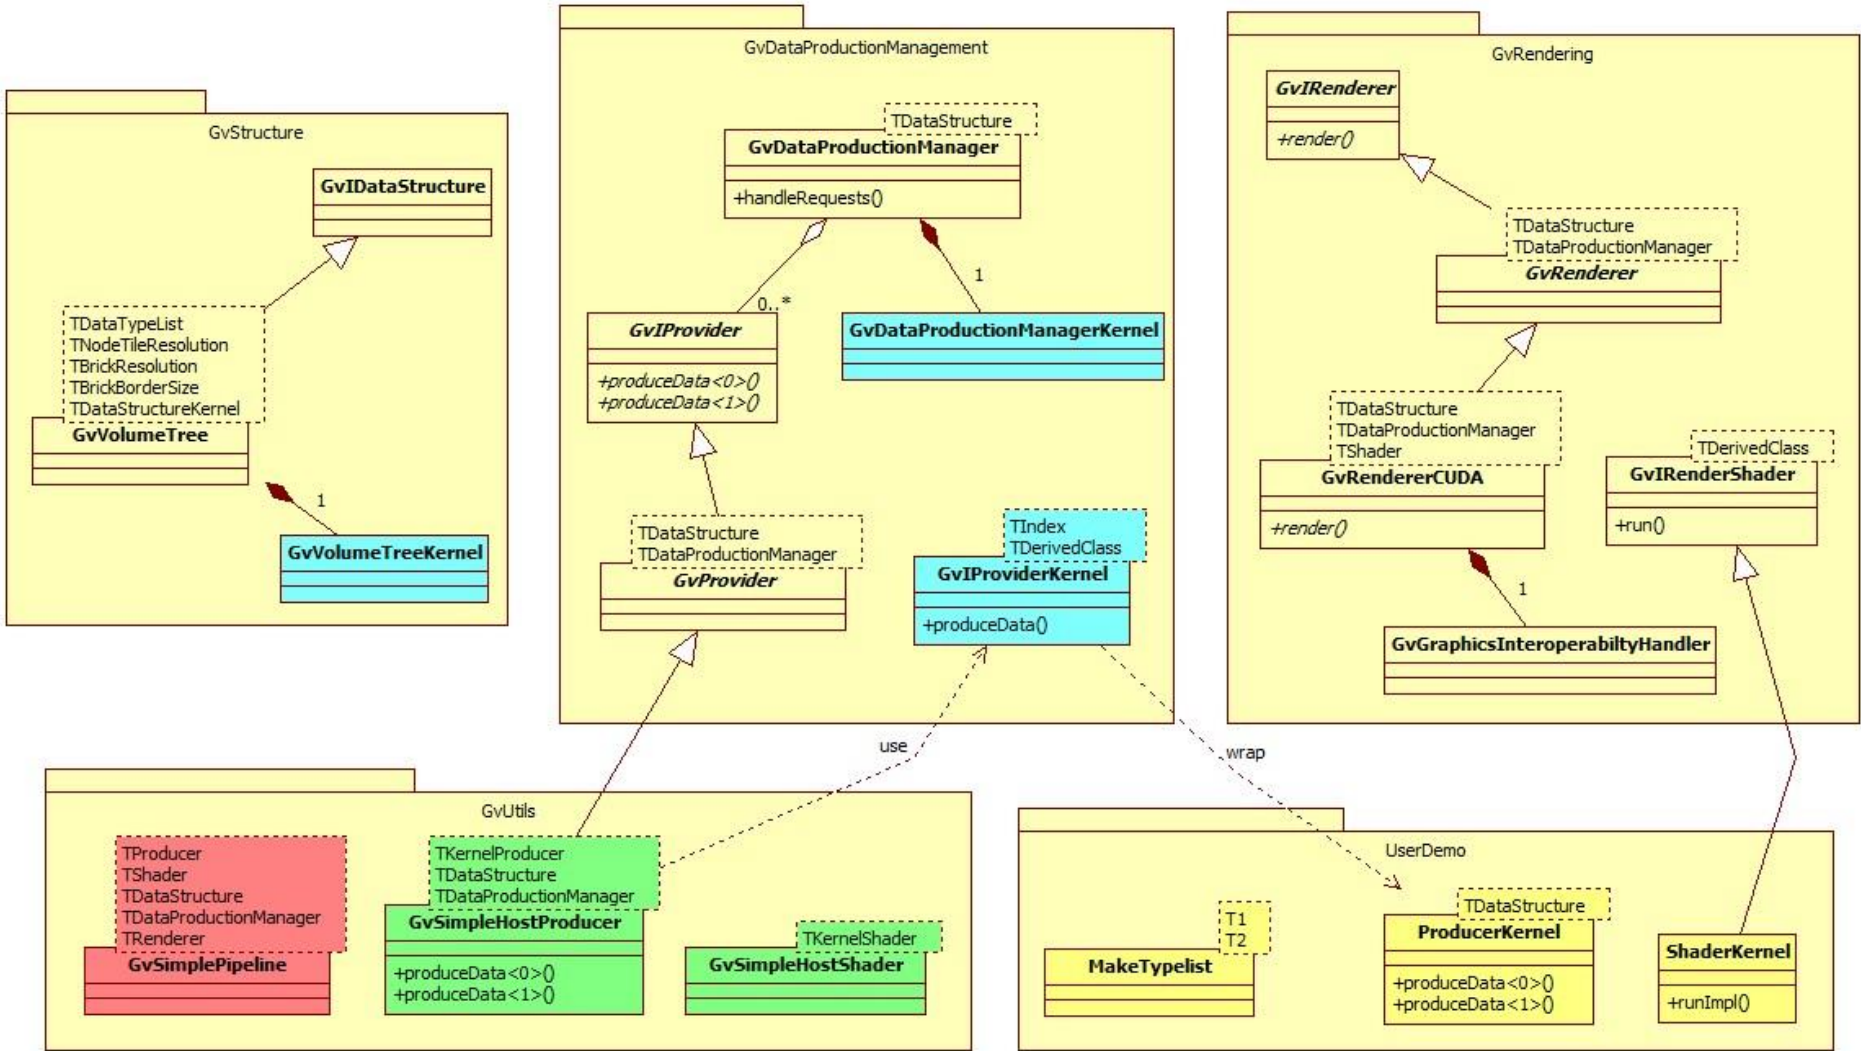 GvStructure
GvIDataStructure
TDataTypeList
TNodeTileResolution
TBrickResolution
TBrickBorderSize
TDataStructureKernel
GvVolumeTree
1
GvVolumeTreeKernel
GvDataProductionManagement
TDataStructure
GvDataProductionManager
+handleRequests()
0..*
1
GvIProvider
+produceData<0>()
+produceData<1>()
GvDataProductionManagerKernel
TDataStructure
TDataProductionManager
GvProvider
TIndex
TDerivedClass
GvIProviderKernel
+produceData()
GvRendering
GvIRenderer
+render()
TDataStructure
TDataProductionManager
GvRenderer
TDataStructure
TDataProductionManager
TShader
GvRendererCUDA
+render()
TDerivedClass
GvIRenderShader
+run()
1
GvGraphicsInteroperabiltyHandler
use
wrap
GvUtils
TProducer
TShader
TDataStructure
TDataProductionManager
TRenderer
GvSimplePipeline
TKernelProducer
TDataStructure
TDataProductionManager
GvSimpleHostProducer
+produceData<0>()
+produceData<1>()
TKernelShader
GvSimpleHostShader
UserDemo
T1
T2
MakeTypelist
TDataStructure
ProducerKernel
+produceData<0>()
+produceData<1>()
ShaderKernel
+runImpl()